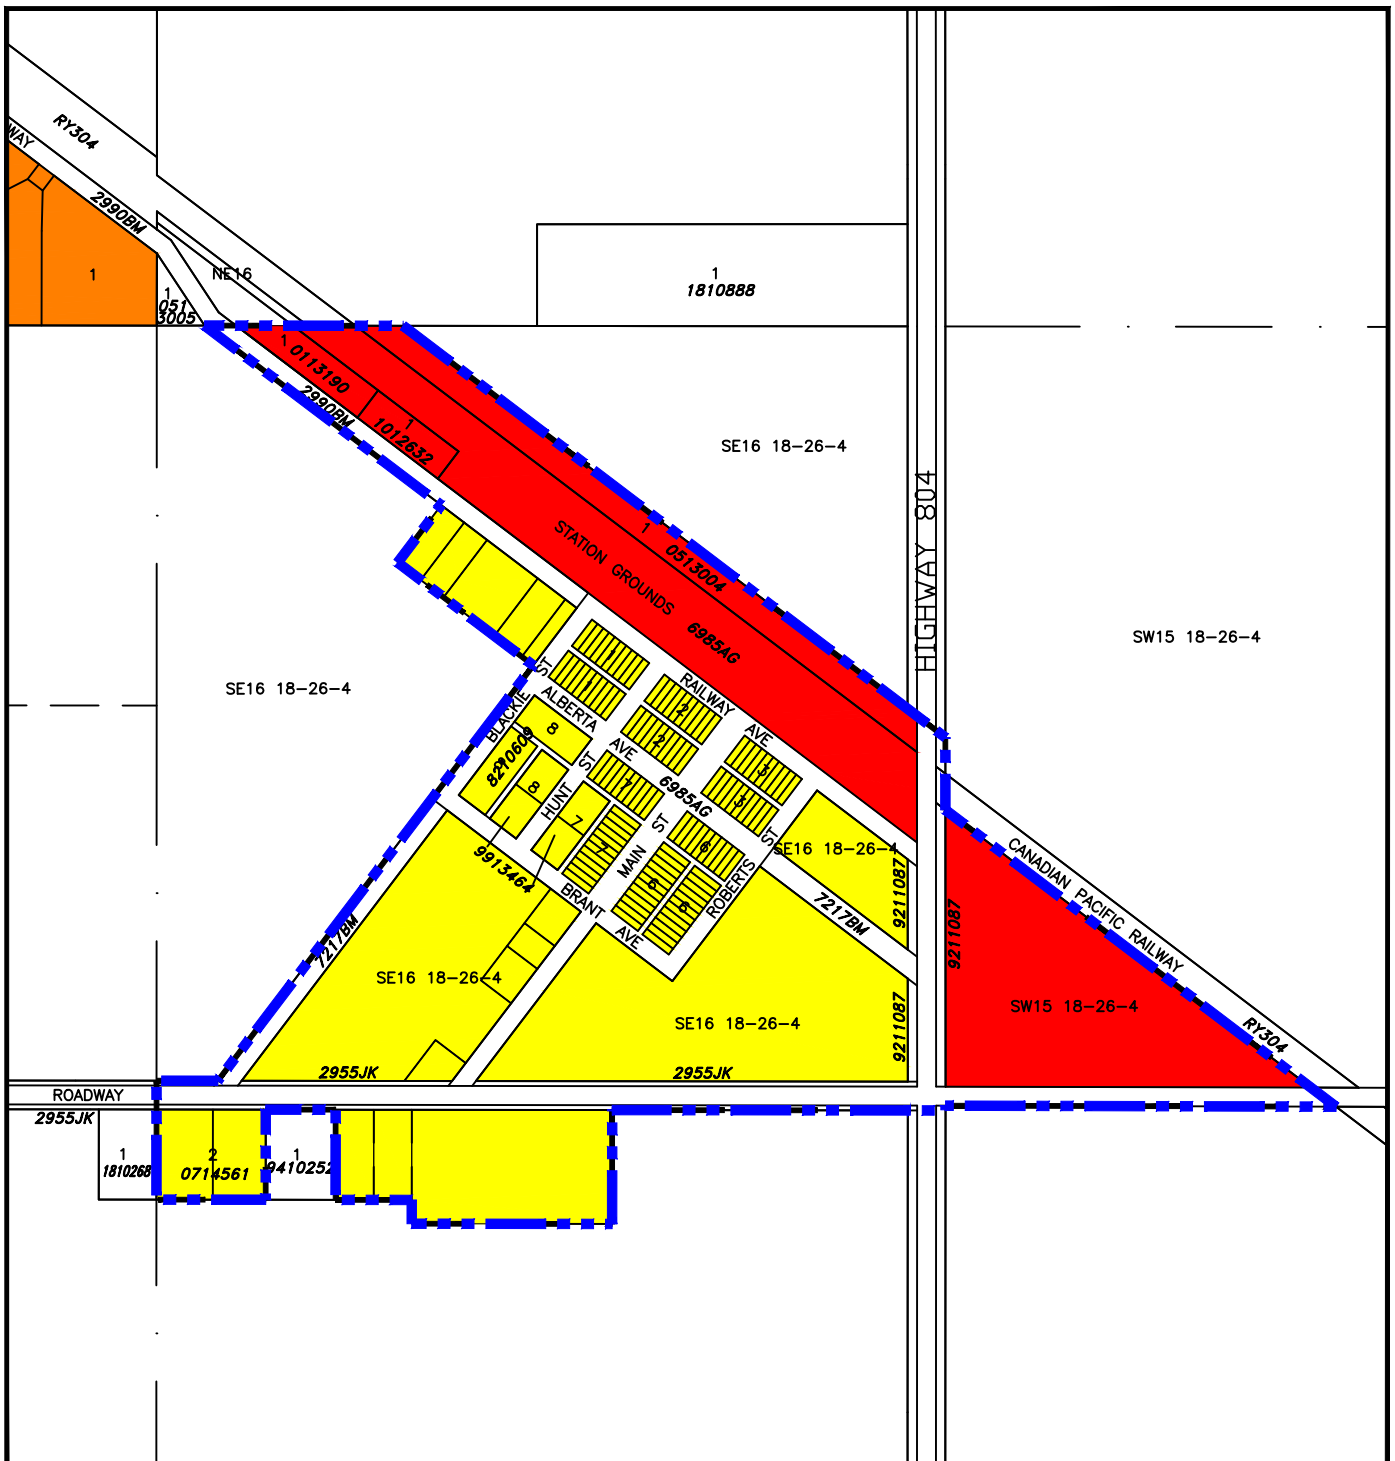 RY304
WAY
2990BM
1
NE16
1
051
3005
1
1810888
1
0113190
2990BM
1
1012632
SE16 18-26-4
HIGHWAY 804
STATION GROUNDS
1
0513004
6985AG
SW15 18-26-4
SE16 18-26-4
1
1
RAILWAY
AVE
2
2
3
3
ST
BLACKIE
ALBERTA
AVE
8
8210609
8
ST
HUNT
7
7
7
6985AG
ST
MAIN
6
6
6
ST
ROBERTS
SE16 18-26-4
9913464
BRANT
AVE
7217BM
9211087
9211087
CANADIAN PACIFIC RAILWAY
7217BM
SE16 18-26-4
SE16 18-26-4
9211087
SW15 18-26-4
RY304
2955JK
2955JK
ROADWAY
2955JK
1
1810268
2
0714561
1
9410252